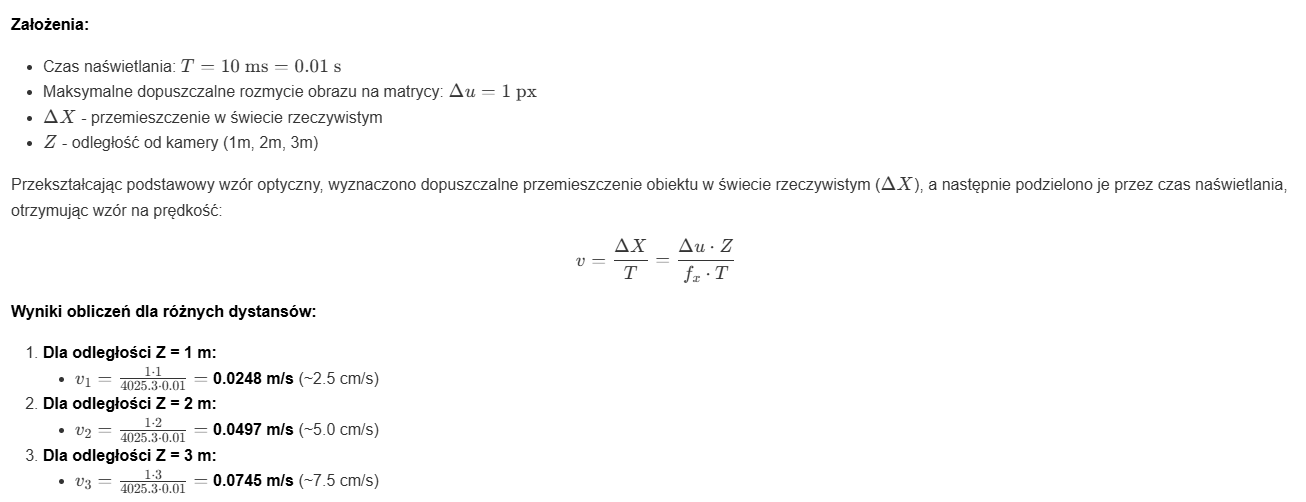 Założenia:
• Czas naświetlania: T = 10 ms = 0.01 s
• Maksymalne dopuszczalne rozmycie obrazu na matrycy: Δu = 1 px
• ΔX - przemieszczenie w świecie rzeczywistym
• Z - odległość od kamery (1m, 2m, 3m)
Przekształcając podstawowy wzór optyczny, wyznaczono dopuszczalne przemieszczenie obiektu w świecie rzeczywistym (ΔX), a następnie podzielono je przez czas naświetlania,
otrzymując wzór na prędkość:
v = ΔX / T = Δu · Z / f_x · T
Wyniki obliczeń dla różnych dystansów:
1. Dla odległości Z = 1 m:
• v₁ = 1·1 / 4025.3·0.01 = 0.0248 m/s (~2.5 cm/s)
2. Dla odległości Z = 2 m:
• v₂ = 1·2 / 4025.3·0.01 = 0.0497 m/s (~5.0 cm/s)
3. Dla odległości Z = 3 m:
• v₃ = 1·3 / 4025.3·0.01 = 0.0745 m/s (~7.5 cm/s)